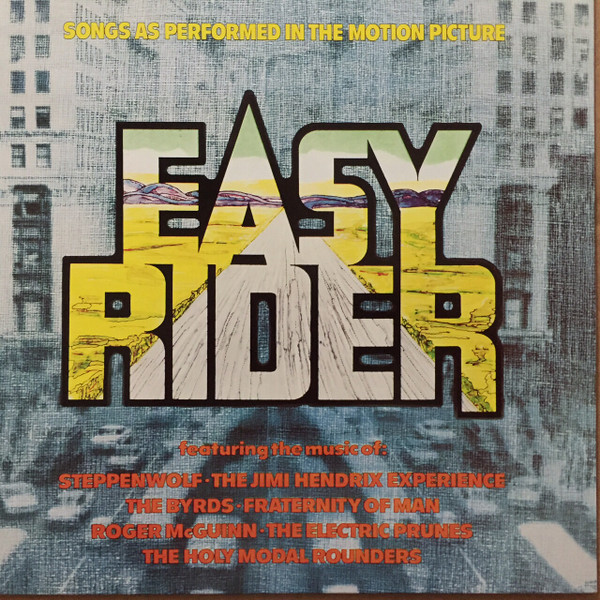 SONGS AS PERFORMED IN THE MOTION PICTURE
EASY
RIDER
featuring the music of:
STEPPENWOLF · THE JIMI HENDRIX EXPERIENCE
THE BYRDS · FRATERNITY OF MAN
ROGER McGUINN · THE ELECTRIC PRUNES
THE HOLY MODAL ROUNDERS